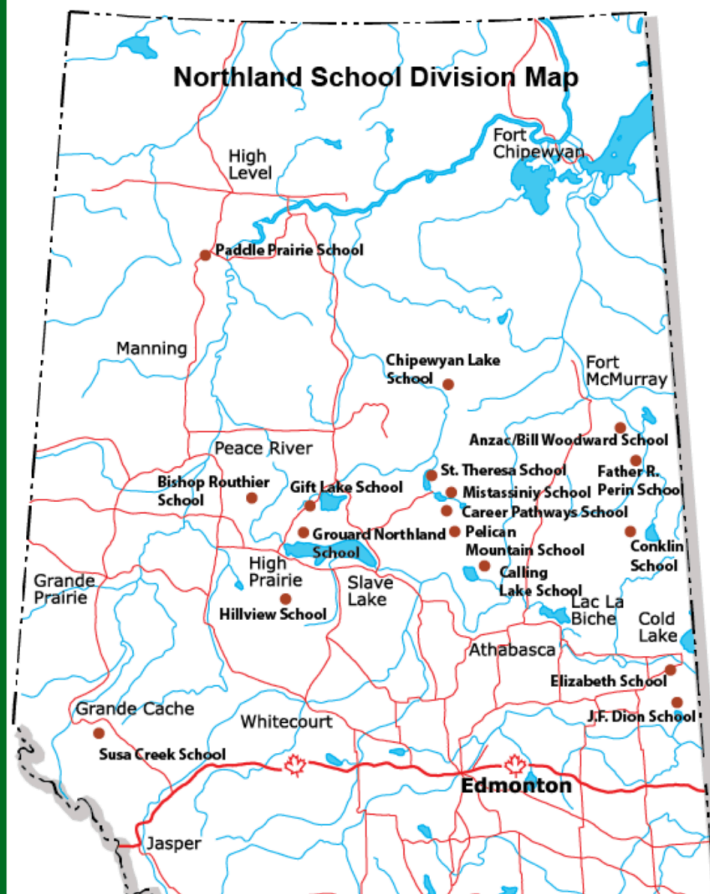 Northland School Division Map
Fort
Chipewyan
High
Level
Paddle Prairie School
Manning
Chipewyan Lake
School
Fort
McMurray
Anzac/Bill Woodward School
Peace River
St. Theresa School
Father R.
Perin School
Bishop Routhier
School
Gift Lake School
Mistassiniy School
Career Pathways School
Grouard Northland
School
Pelican
Mountain School
Conklin
School
High
Prairie
Calling
Lake School
Grande
Prairie
Slave
Lake
Hillview School
Lac La
Biche
Cold
Lake
Athabasca
Elizabeth School
Grande Cache
Whitecourt
J.F. Dion School
Susa Creek School
Edmonton
Jasper